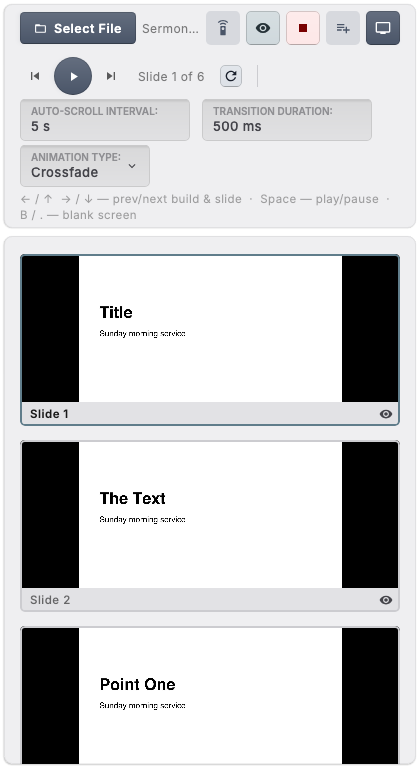 Select File
Sermon...
Slide 1 of 6
AUTO-SCROLL INTERVAL:
5 s
TRANSITION DURATION:
500 ms
ANIMATION TYPE:
Crossfade
← / ↑ → / ↓ — prev/next build & slide · Space — play/pause ·
B / . — blank screen
Title
Sunday morning service
Slide 1
The Text
Sunday morning service
Slide 2
Point One
Sunday morning service